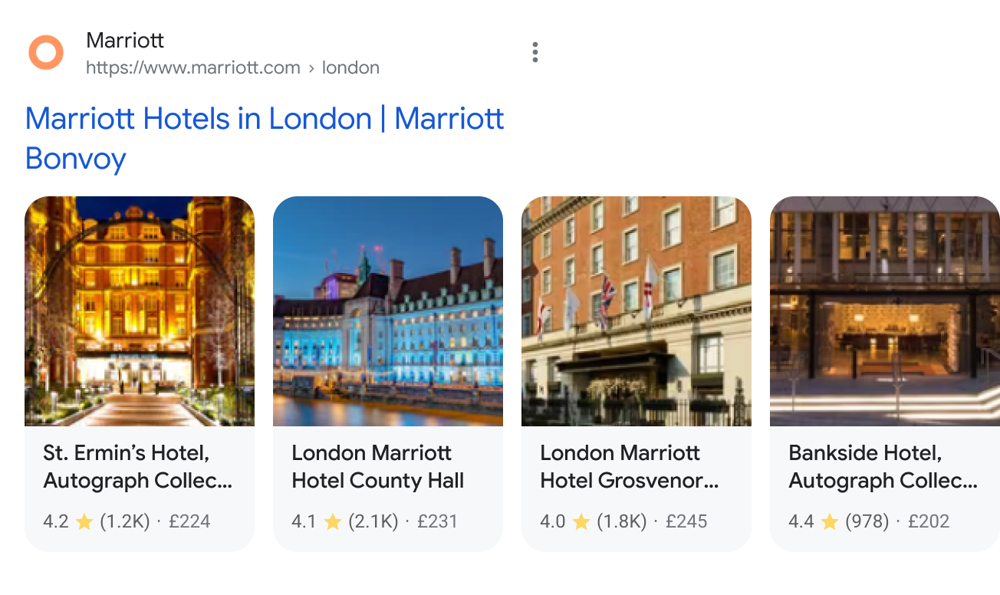 Marriott
https://www.marriott.com › london
Marriott Hotels in London | Marriott
Bonvoy
St. Ermin’s Hotel,
Autograph Collec...
4.2 ⭐ (1.2K) · £224
London Marriott
Hotel County Hall
4.1 ⭐ (2.1K) · £231
London Marriott
Hotel Grosvenor...
4.0 ⭐ (1.8K) · £245
Bankside Hotel,
Autograph Collec...
4.4 ⭐ (978) · £202